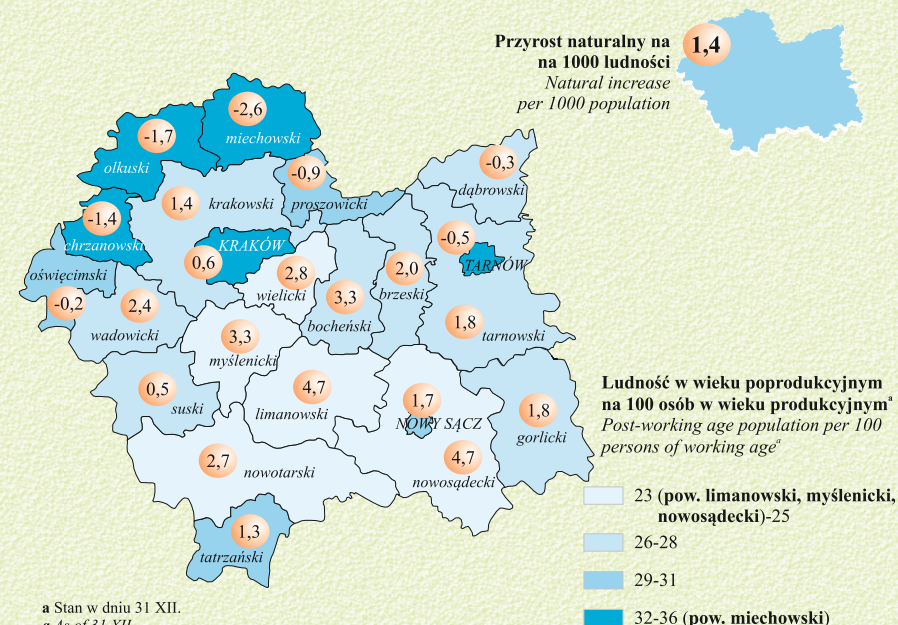 Przyrost naturalny na
na 1000 ludności
Natural increase
per 1000 population
1,4
-2,6
miechowski
-1,7
olkuski
-0,9
proszowicki
-0,3
dąbrowski
1,4
krakowski
-1,4
chrzanowski
KRAKÓW
0,6
-0,5
TARNÓW
oświęcimski
-0,2
2,8
wielicki
2,0
brzeski
2,4
wadowicki
3,3
bocheński
1,8
tarnowski
3,3
myślenicki
0,5
suski
4,7
limanowski
1,7
NOWY SĄCZ
1,8
gorlicki
2,7
nowotarski
4,7
nowosądecki
1,3
tatrzański
Ludność w wieku poprodukcyjnym
na 100 osób w wieku produkcyjnymᵃ
Post-working age population per 100
persons of working ageᵃ
23 (pow. limanowski, myślenicki,
nowosądecki)-25
26-28
29-31
32-36 (pow. miechowski)
a Stan w dniu 31 XII.
a As of 31 XII.